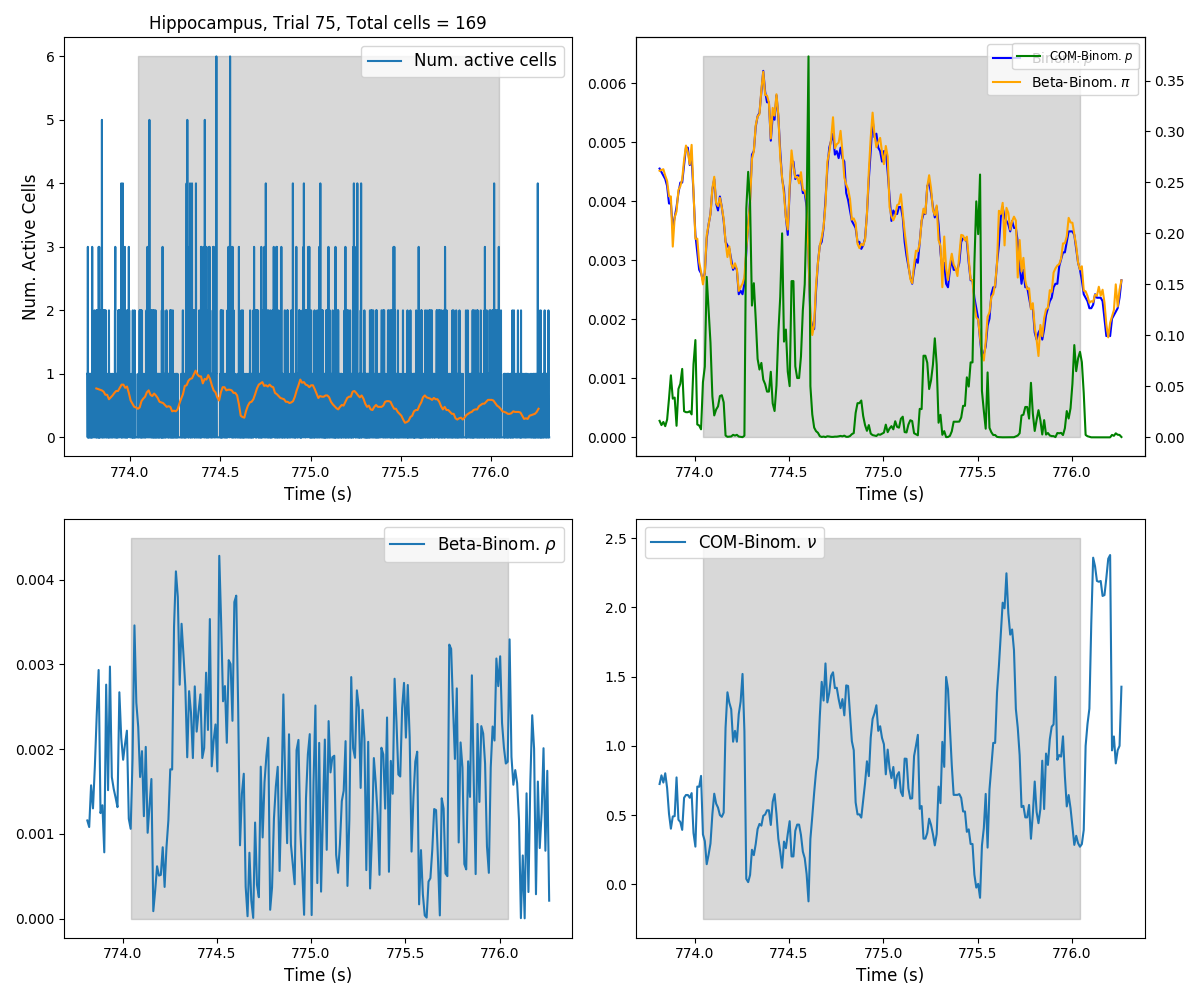 Hippocampus, Trial 75, Total cells = 169
Num. active cells
Num. Active Cells
6
5
4
3
2
1
0
774.0 774.5 775.0 775.5 776.0
Time (s)
COM-Binom. p
Binom. p
Beta-Binom. π
0.006
0.005
0.004
0.003
0.002
0.001
0.000
0.35
0.30
0.25
0.20
0.15
0.10
0.05
0.00
774.0 774.5 775.0 775.5 776.0
Time (s)
Beta-Binom. ρ
0.004
0.003
0.002
0.001
0.000
774.0 774.5 775.0 775.5 776.0
Time (s)
COM-Binom. ν
2.5
2.0
1.5
1.0
0.5
0.0
774.0 774.5 775.0 775.5 776.0
Time (s)